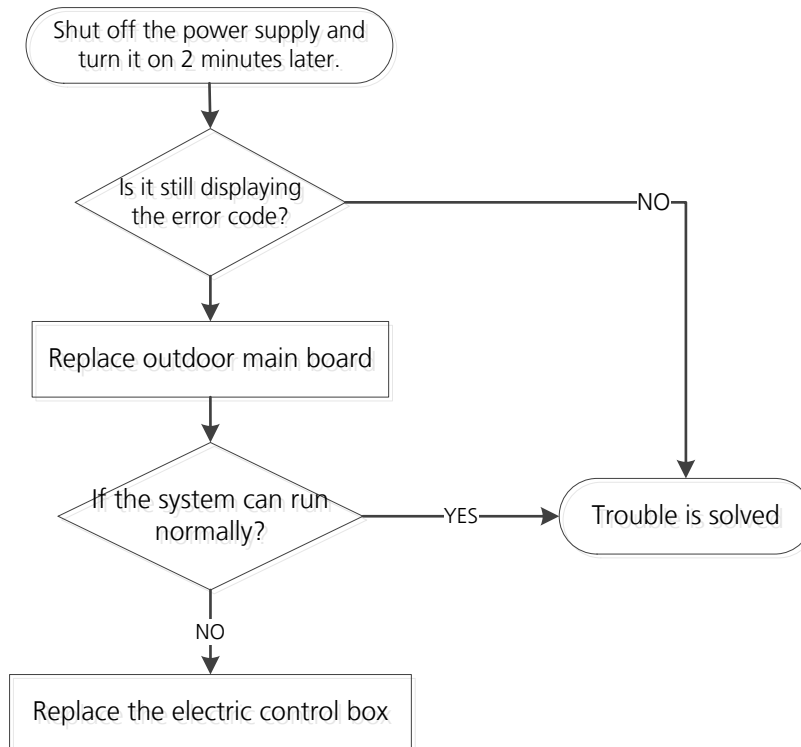 Shut off the power supply and
turn it on 2 minutes later.
Is it still displaying
the error code?
NO
Replace outdoor main board
If the system can run
normally?
YES
Trouble is solved
NO
Replace the electric control box